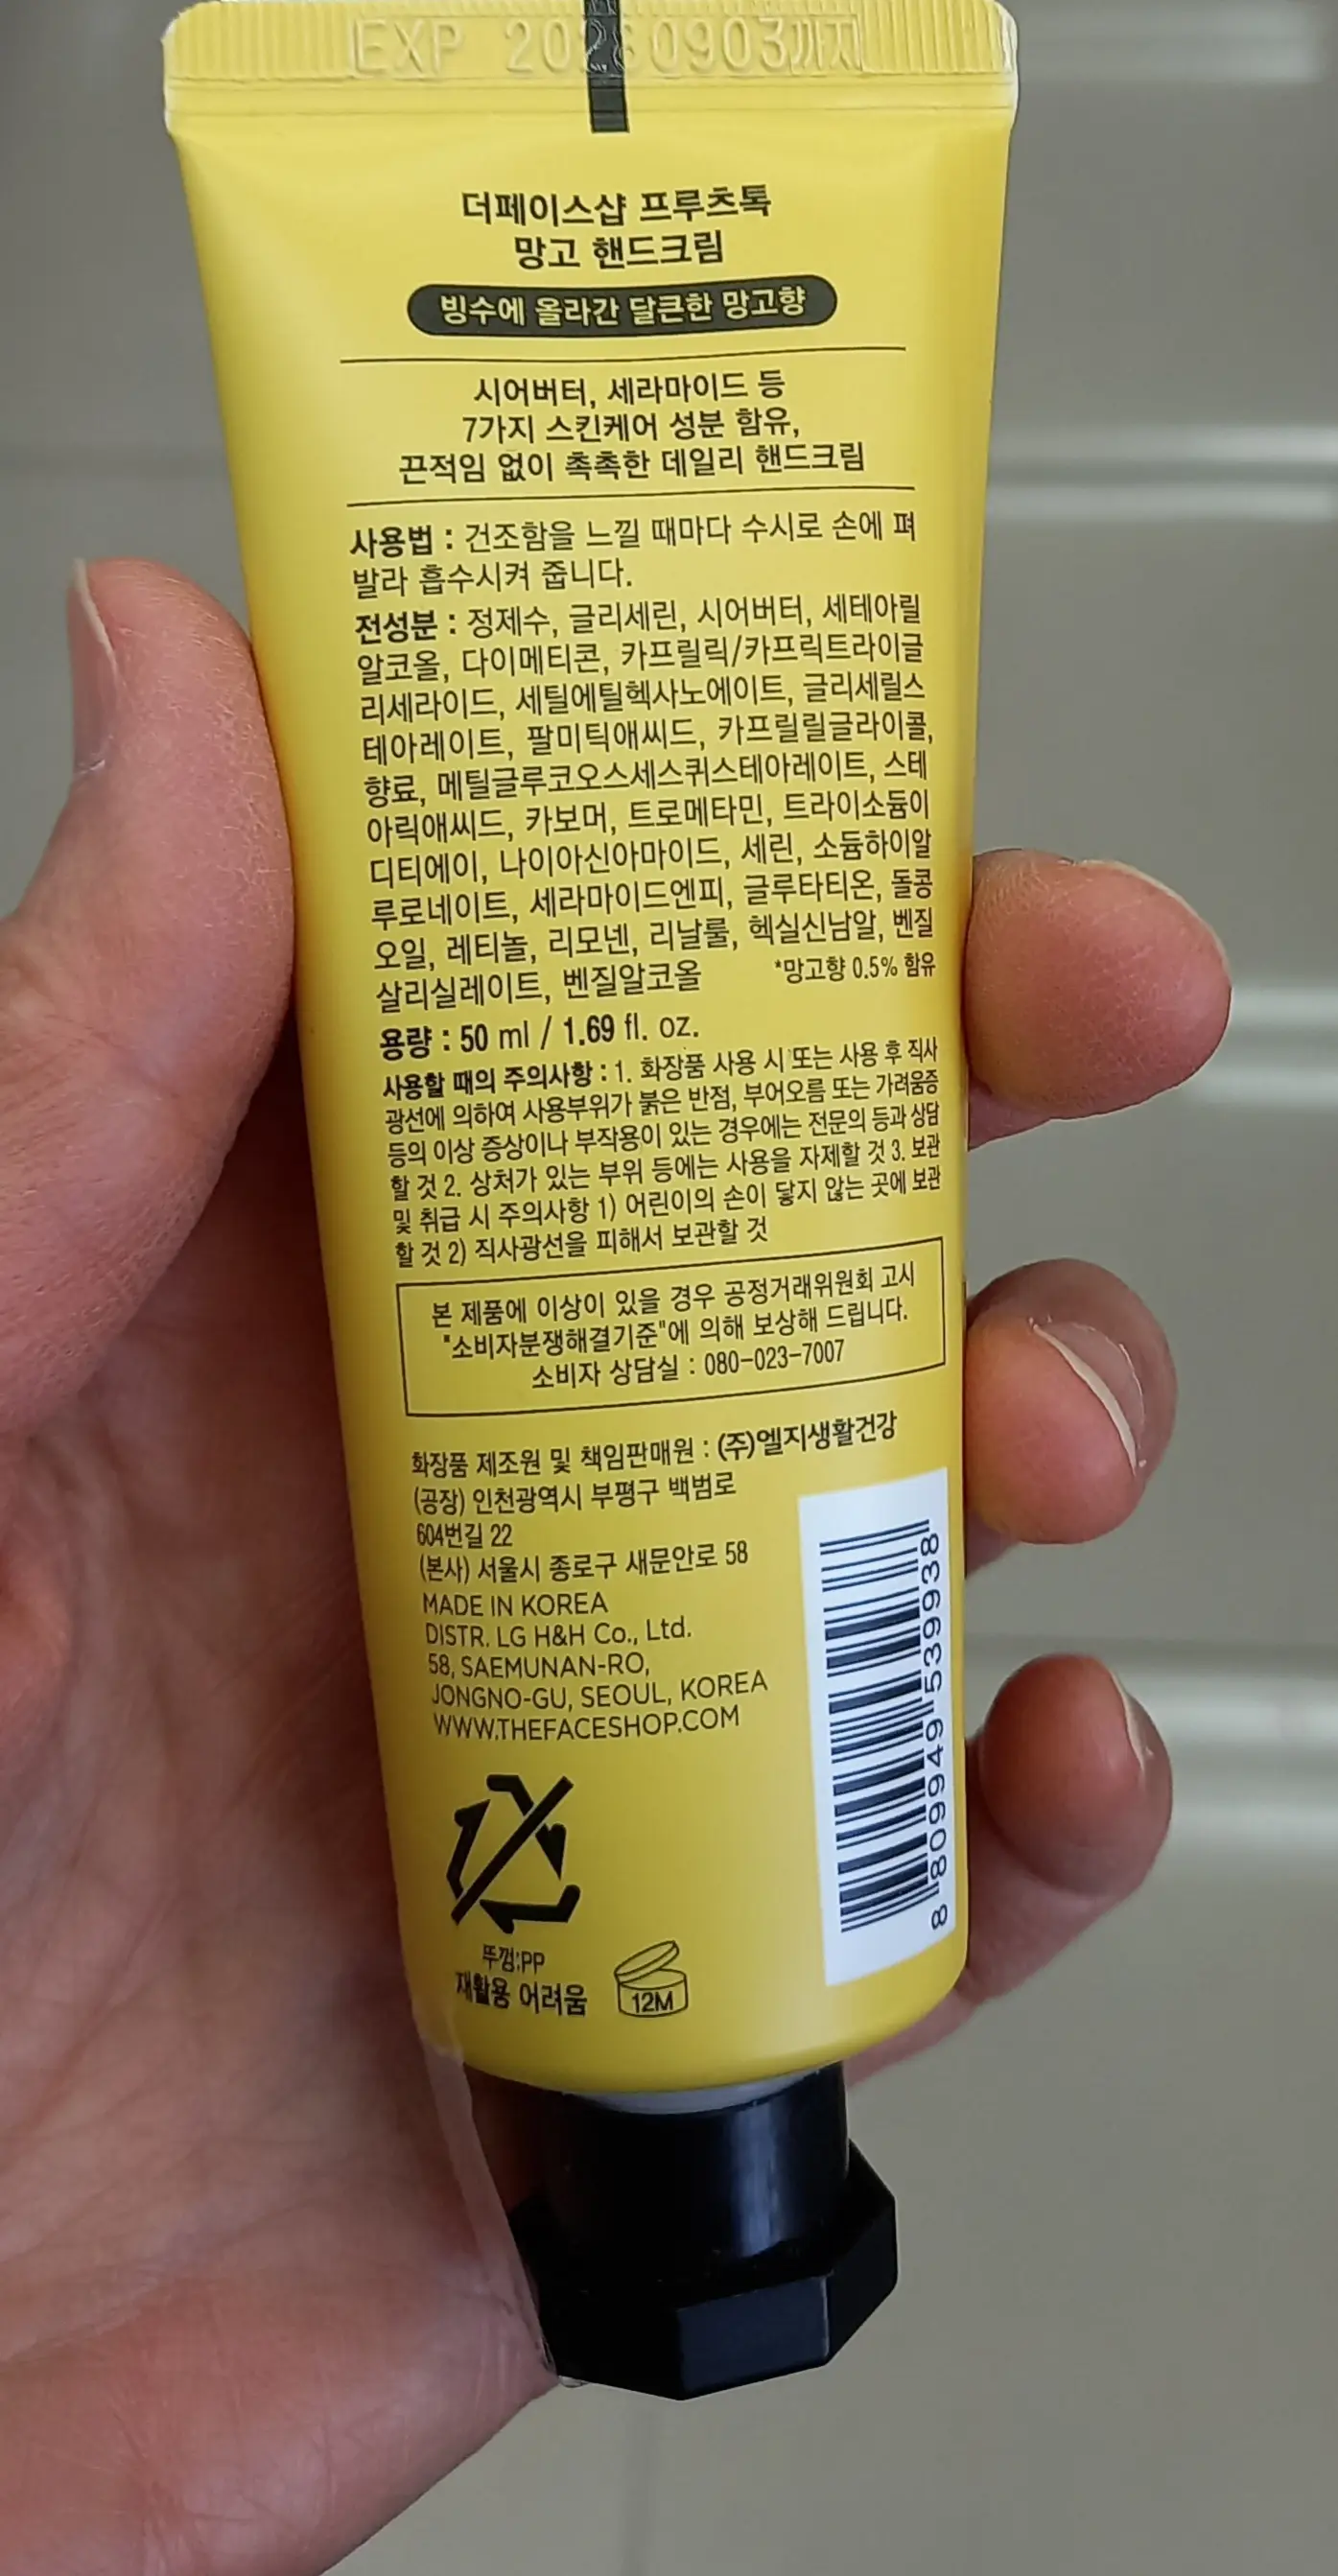 EXP 20260903까지
더페이스샵 프루츠톡
망고 핸드크림
빙수에 올라간 달큰한 망고향
시어버터, 세라마이드 등
7가지 스킨케어 성분 함유,
끈적임 없이 촉촉한 데일리 핸드크림
사용법 : 건조함을 느낄 때마다 수시로 손에 펴
발라 흡수시켜 줍니다.
전성분 : 정제수, 글리세린, 시어버터, 세테아릴
알코올, 다이메티콘, 카프릴릭/카프릭트라이글
리세라이드, 세틸에틸헥사노에이트, 글리세릴스
테아레이트, 팔미틱애씨드, 카프릴릴글라이콜,
향료, 메틸글루코오스세스퀴스테아레이트, 스테
아릭애씨드, 카보머, 트로메타민, 트라이소듐이
디티에이, 나이아신아마이드, 세린, 소듐하이알
루로네이트, 세라마이드엔피, 글루타티온, 돌콩
오일, 레티놀, 리모넨, 리날룰, 헥실신남알, 벤질
살리실레이트, 벤질알코올 *망고향 0.5% 함유
용량 : 50 ml / 1.69 fl. oz.
사용할 때의 주의사항 : 1. 화장품 사용 시 또는 사용 후 직사
광선에 의하여 사용부위가 붉은 반점, 부어오름 또는 가려움증
등의 이상 증상이나 부작용이 있는 경우에는 전문의 등과 상담
할 것 2. 상처가 있는 부위 등에는 사용을 자제할 것 3. 보관
및 취급 시 주의사항 1) 어린이의 손이 닿지 않는 곳에 보관
할 것 2) 직사광선을 피해서 보관할 것
본 제품에 이상이 있을 경우 공정거래위원회 고시
"소비자분쟁해결기준"에 의해 보상해 드립니다.
소비자 상담실 : 080-023-7007
화장품 제조원 및 책임판매원 : (주)엘지생활건강
(공장) 인천광역시 부평구 백범로
604번길 22
(본사) 서울시 종로구 새문안로 58
MADE IN KOREA
DISTR. LG H&H Co., Ltd.
58, SAEMUNAN-RO,
JONGNO-GU, SEOUL, KOREA
WWW.THEFACESHOP.COM
8 809949 539938
뚜껑:PP
재활용 어려움
12M